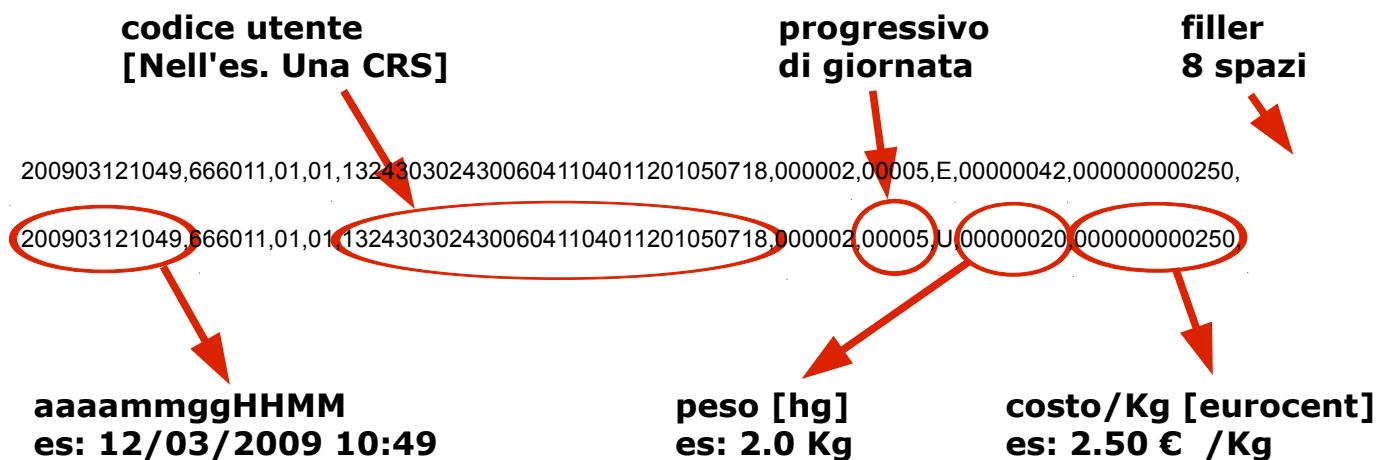 codice utente
[Nell'es. Una CRS]
progressivo
di giornata
filler
8 spazi
200903121049,666011,01,01,13243030243006041104011201050718,000002,00005,E,00000042,000000000250,
200903121049,666011,01,01,13243030243006041104011201050718,000002,00005,U,00000020,000000000250,
aaaammggHHMM
es: 12/03/2009 10:49
peso [hg]
es: 2.0 Kg
costo/Kg [eurocent]
es: 2.50 € /Kg